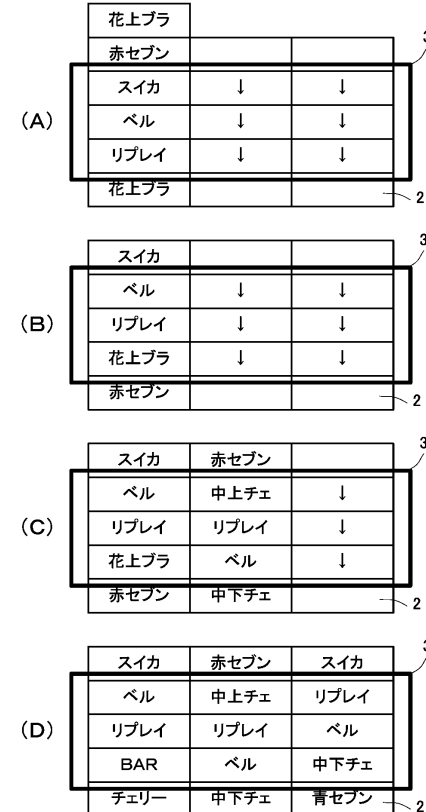 花上ブラ
赤セブン
3
(A) スイカ ↓ ↓
ベル ↓ ↓
リプレイ ↓ ↓
花上ブラ
2
スイカ
3
(B) ベル ↓ ↓
リプレイ ↓ ↓
花上ブラ ↓ ↓
赤セブン
2
スイカ 赤セブン
3
(C) ベル 中上チェ ↓
リプレイ リプレイ ↓
花上ブラ ベル ↓
赤セブン 中下チェ
2
スイカ 赤セブン スイカ
3
(D) ベル 中上チェ リプレイ
リプレイ リプレイ ベル
BAR ベル 中下チェ
チェリー 中下チェ 青セブン
2